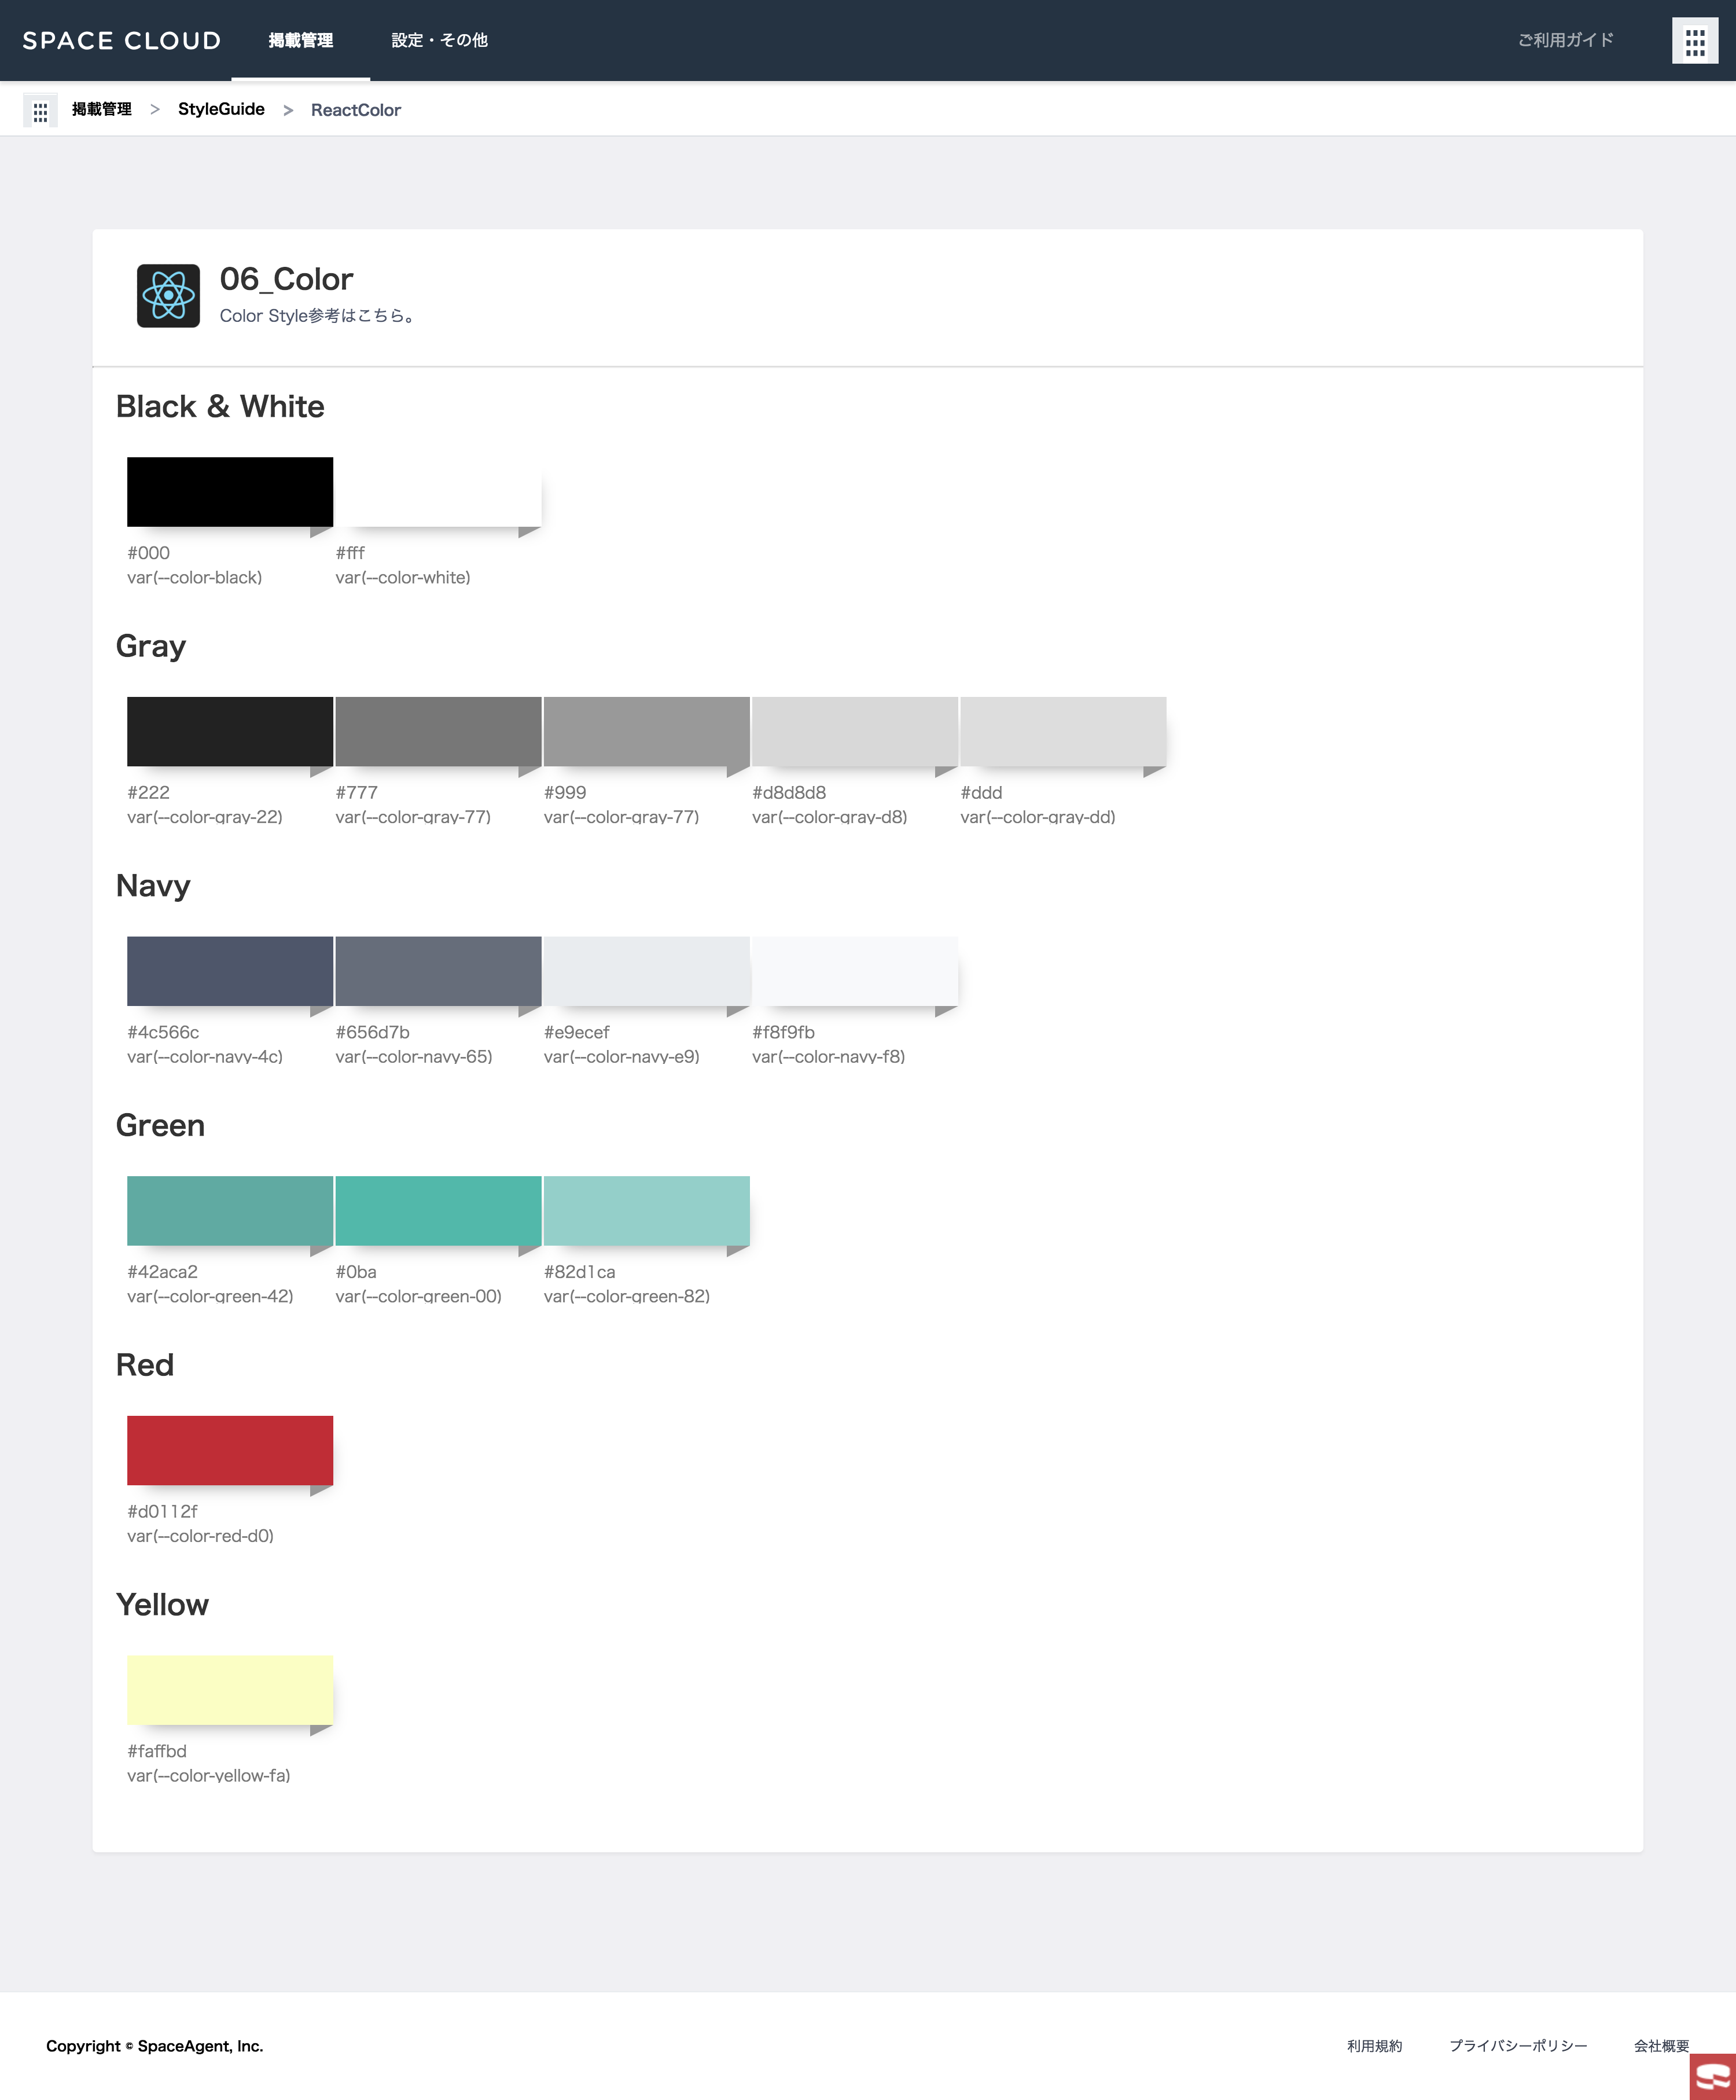 SPACE CLOUD 掲載管理 設定・その他 ご利用ガイド
掲載管理 > StyleGuide > ReactColor
06_Color
Color Style参考はこちら。
Black & White
#000 #fff
var(--color-black) var(--color-white)
Gray
#222 #777 #999 #d8d8d8 #ddd
var(--color-gray-22) var(--color-gray-77) var(--color-gray-77) var(--color-gray-d8) var(--color-gray-dd)
Navy
#4c566c #656d7b #e9ecef #f8f9fb
var(--color-navy-4c) var(--color-navy-65) var(--color-navy-e9) var(--color-navy-f8)
Green
#42aca2 #0ba #82d1ca
var(--color-green-42) var(--color-green-00) var(--color-green-82)
Red
#d0112f
var(--color-red-d0)
Yellow
#faffbd
var(--color-yellow-fa)
Copyright © SpaceAgent, Inc. 利用規約 プライバシーポリシー 会社概要